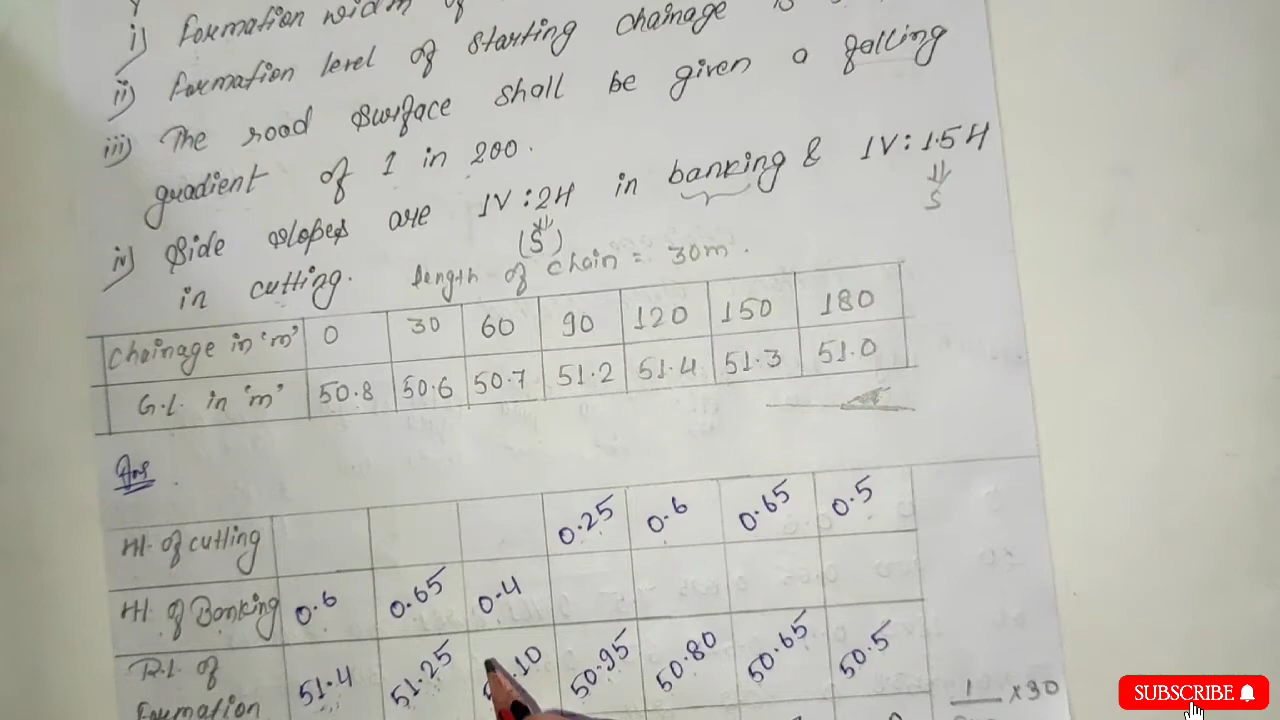 i) Formation width of
ii) Formation level of starting chainage is
iii) The road surface shall be given a falling
gradient of 1 in 200.
iv) Side slopes are 1V:2H in banking & 1V:1.5H
(S) S
in cutting. length of chain = 30m.
Chainage in 'm' 0 30 60 90 120 150 180
G.L. in 'm' 50.8 50.6 50.7 51.2 51.4 51.3 51.0
Ans.
Ht. of cutting 0.25 0.6 0.65 0.5
Ht. of Banking 0.6 0.65 0.4
R.L. of 51.4 51.25 .10 50.95 50.80 50.65 50.5
Formation
1 x30
SUBSCRIBE